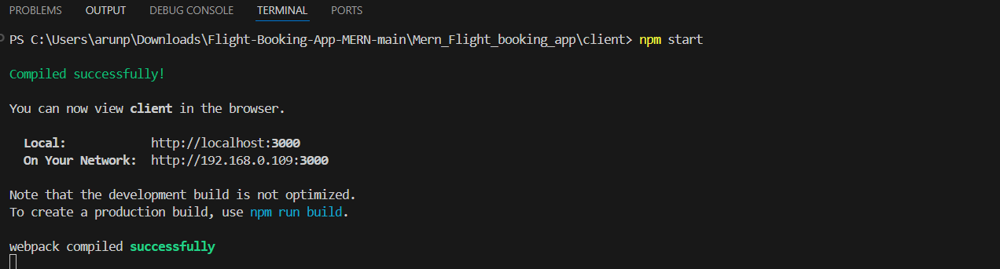 PROBLEMS OUTPUT DEBUG CONSOLE TERMINAL PORTS
PS C:\Users\arunp\Downloads\Flight-Booking-App-MERN-main\Mern_Flight_booking_app\client> npm start
Compiled successfully!
You can now view client in the browser.
Local: http://localhost:3000
On Your Network: http://192.168.0.109:3000
Note that the development build is not optimized.
To create a production build, use npm run build.
webpack compiled successfully